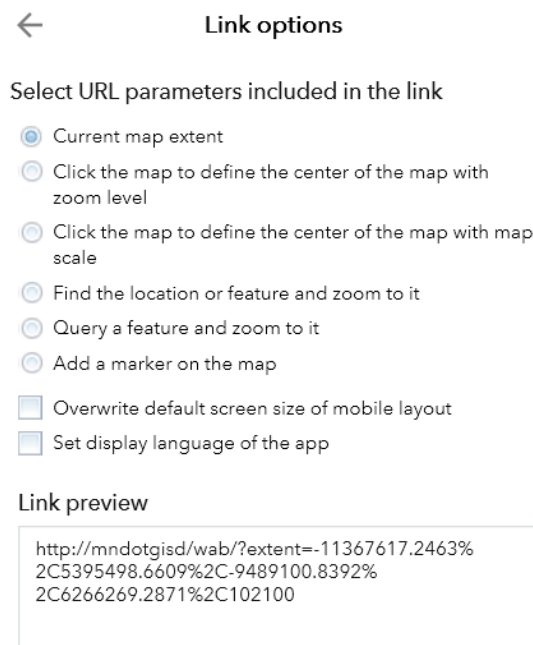 Link options
Select URL parameters included in the link
Current map extent
Click the map to define the center of the map with
zoom level
Click the map to define the center of the map with map
scale
Find the location or feature and zoom to it
Query a feature and zoom to it
Add a marker on the map
Overwrite default screen size of mobile layout
Set display language of the app
Link preview
http://mndotgisd/wab/?extent=-11367617.2463%
2C5395498.6609%2C-9489100.8392%
2C6266269.2871%2C102100